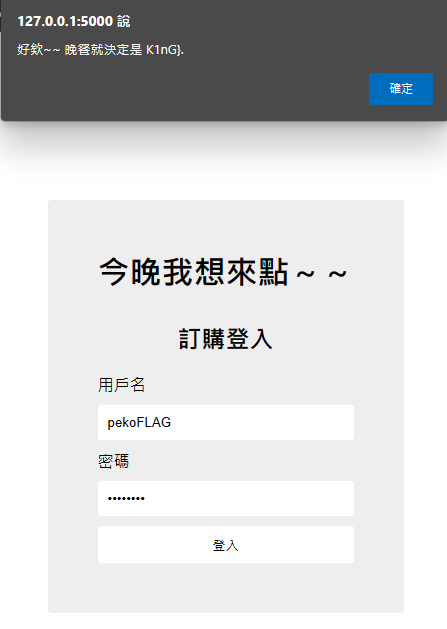 127.0.0.1:5000 說
好欸~~ 晚餐就決定是 K1nG}.
確定
今晚我想來點～～
訂購登入
用戶名
pekoFLAG
密碼
••••••••
登入